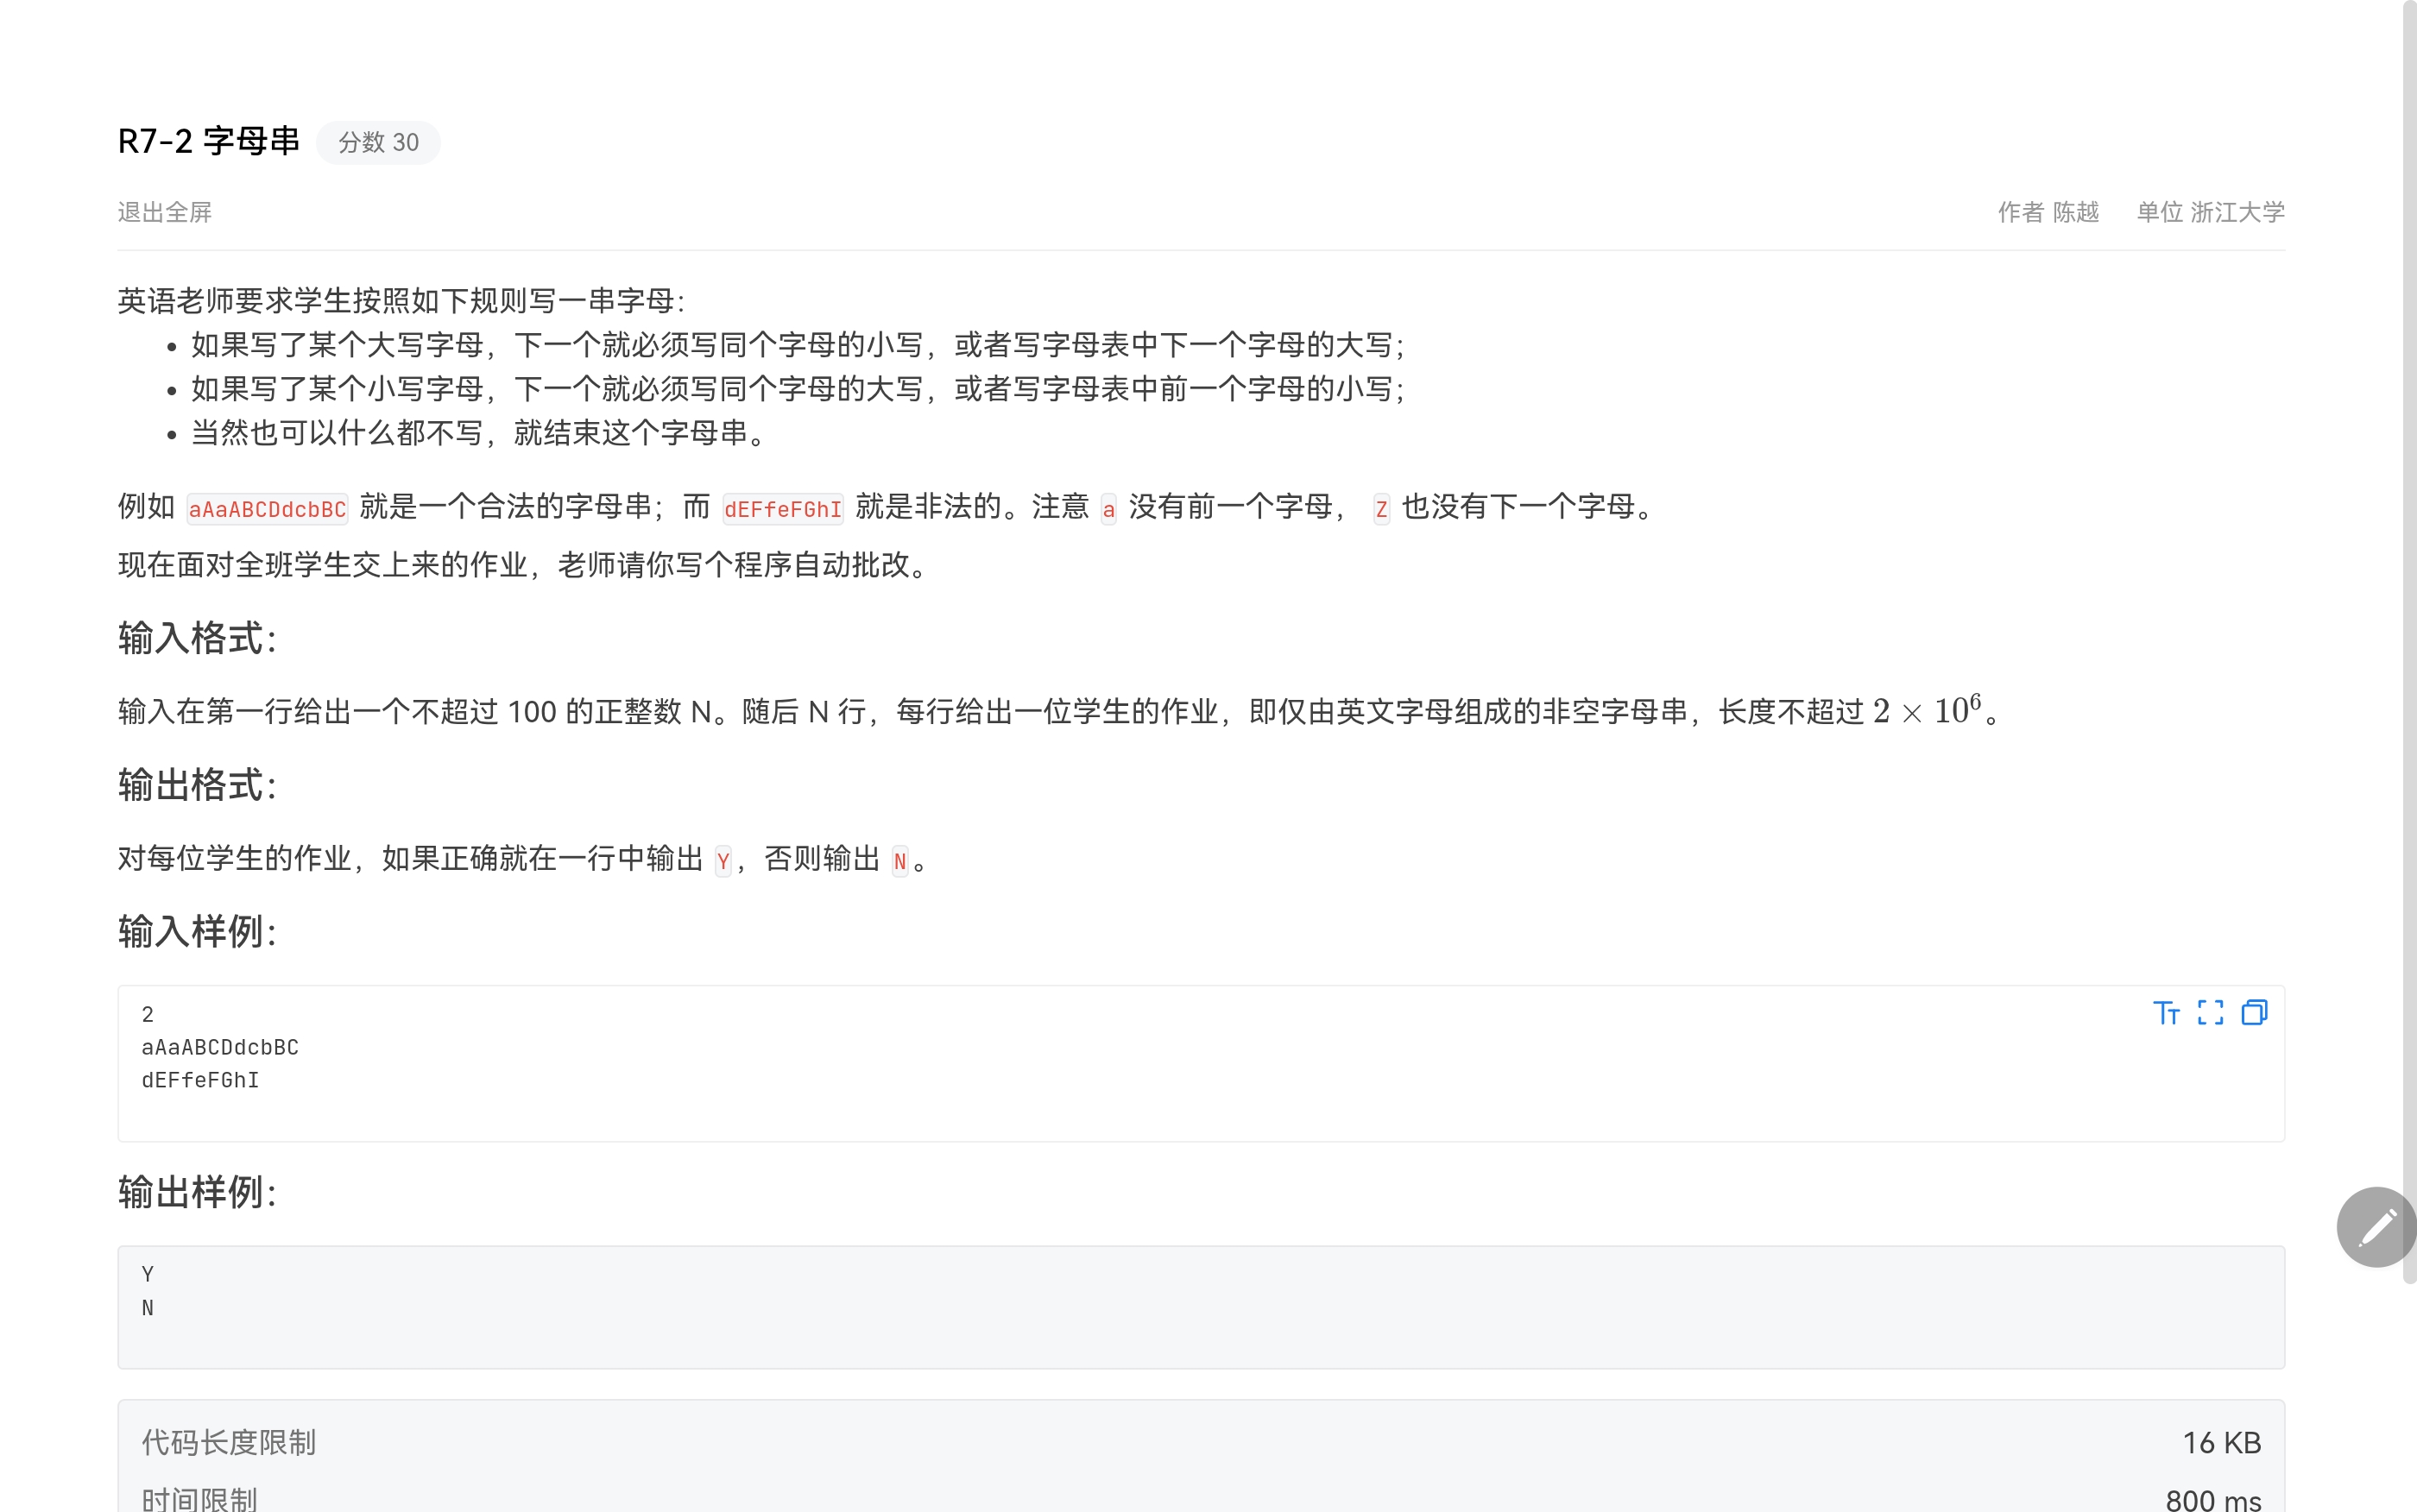 R7-2 字母串 分数 30
退出全屏 作者 陈越 单位 浙江大学
英语老师要求学生按照如下规则写一串字母：
• 如果写了某个大写字母，下一个就必须写同个字母的小写，或者写字母表中下一个字母的大写；
• 如果写了某个小写字母，下一个就必须写同个字母的大写，或者写字母表中前一个字母的小写；
• 当然也可以什么都不写，就结束这个字母串。
例如 aAaABCDdcbBC 就是一个合法的字母串；而 dEFfeFGhI 就是非法的。注意 a 没有前一个字母， Z 也没有下一个字母。
现在面对全班学生交上来的作业，老师请你写个程序自动批改。
输入格式：
输入在第一行给出一个不超过 100 的正整数 N。随后 N 行，每行给出一位学生的作业，即仅由英文字母组成的非空字母串，长度不超过 2 × 10⁶。
输出格式：
对每位学生的作业，如果正确就在一行中输出 Y，否则输出 N。
输入样例：
2
aAaABCDdcbBC
dEFfeFGhI
输出样例：
Y
N
代码长度限制 16 KB
时间限制 800 ms